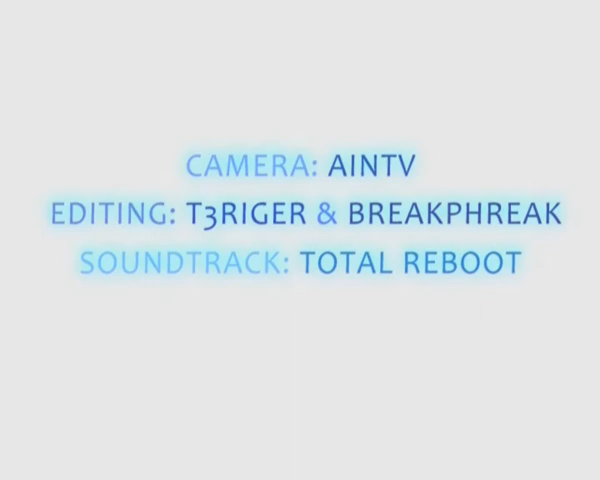 CAMERA: AINTV
EDITING: T3RIGER & BREAKPHREAK
SOUNDTRACK: TOTAL REBOOT